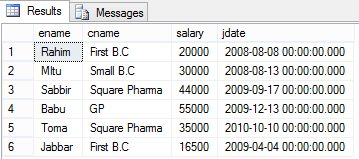 Results Messages
ename cname salary jdate
1 Rahim First B.C 20000 2008-08-08 00:00:00.000
2 Mltu Small B.C 30000 2008-08-13 00:00:00.000
3 Sabbir Square Pharma 44000 2009-09-17 00:00:00.000
4 Babu GP 55000 2009-12-13 00:00:00.000
5 Toma Square Pharma 35000 2010-10-10 00:00:00.000
6 Jabbar First B.C 16500 2009-04-04 00:00:00.000